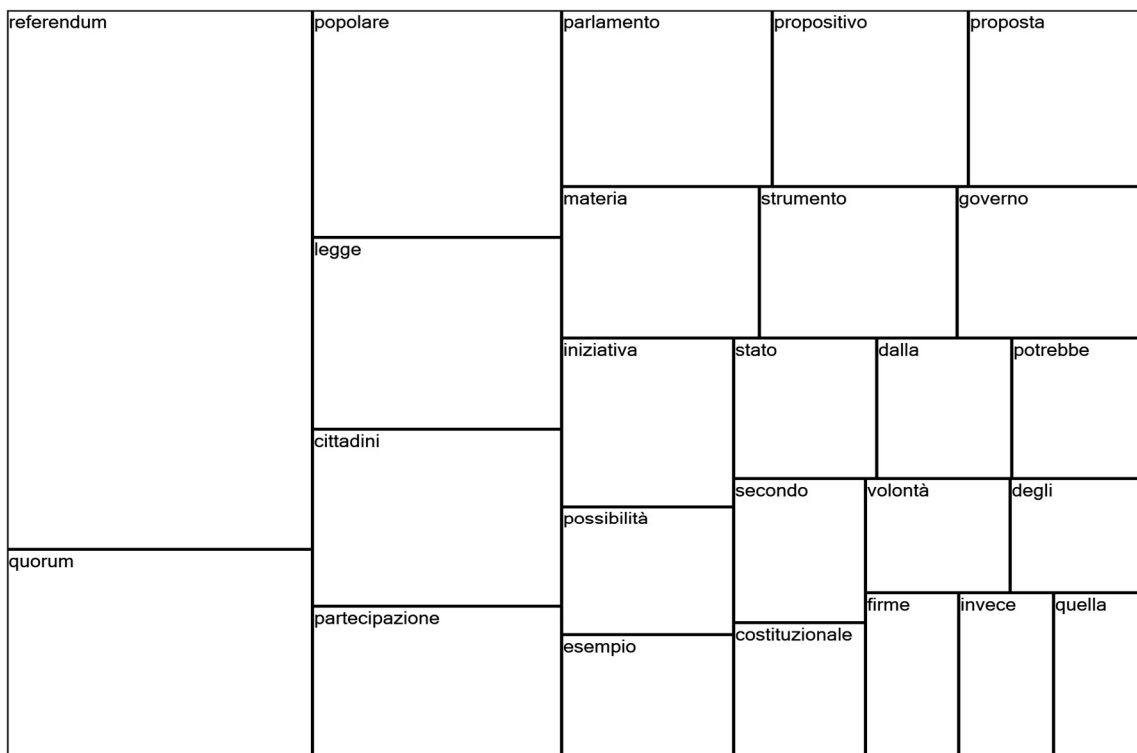 referendum
popolare
parlamento
propositivo
proposta
materia
strumento
governo
legge
iniziativa
stato
dalla
potrebbe
cittadini
secondo
volontà
degli
possibilità
quorum
firme
invece
quella
partecipazione
costituzionale
esempio